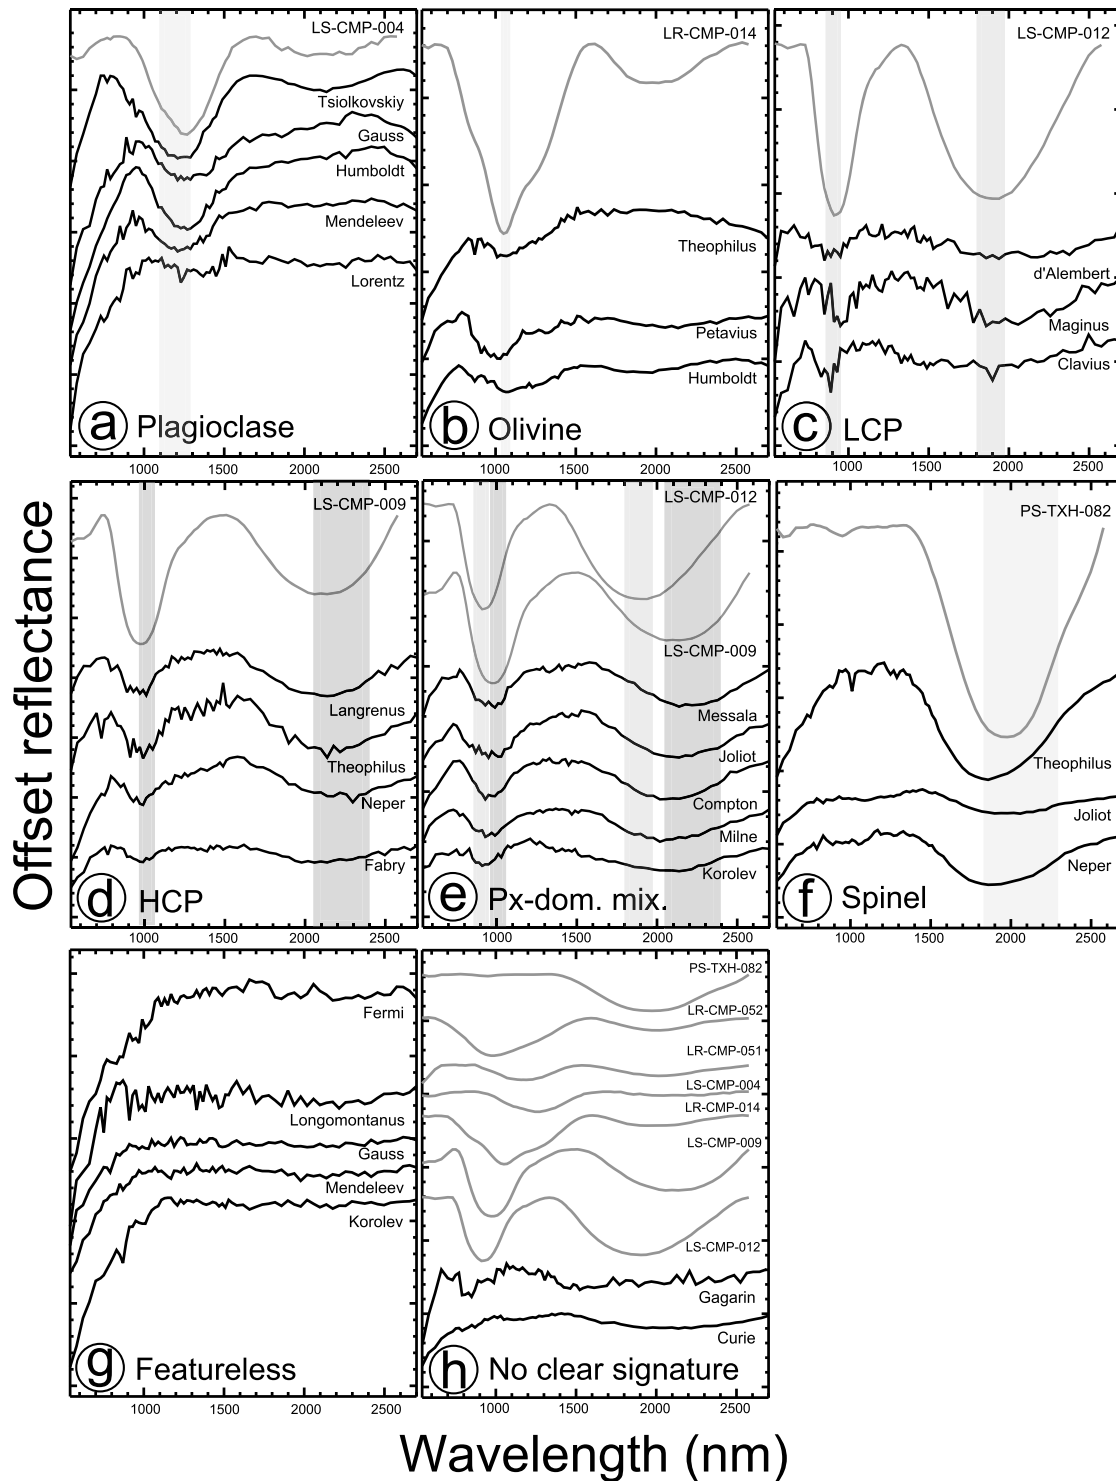 LS-CMP-004
Tsiolkovskiy
Gauss
Humboldt
Mendeleev
Lorentz
a Plagioclase
1000 1500 2000 2500
LR-CMP-014
Theophilus
Petavius
Humboldt
b Olivine
1000 1500 2000 2500
LS-CMP-012
d'Alembert
Maginus
Clavius
c LCP
1000 1500 2000 2500
Offset reflectance
LS-CMP-009
Langrenus
Theophilus
Neper
Fabry
d HCP
1000 1500 2000 2500
LS-CMP-012
LS-CMP-009
Messala
Joliot
Compton
Milne
Korolev
e Px-dom. mix.
1000 1500 2000 2500
PS-TXH-082
Theophilus
Joliot
Neper
f Spinel
1000 1500 2000 2500
Fermi
Longomontanus
Gauss
Mendeleev
Korolev
g Featureless
1000 1500 2000 2500
PS-TXH-082
LR-CMP-052
LR-CMP-051
LS-CMP-004
LR-CMP-014
LS-CMP-009
LS-CMP-012
Gagarin
Curie
h No clear signature
1000 1500 2000 2500
Wavelength (nm)